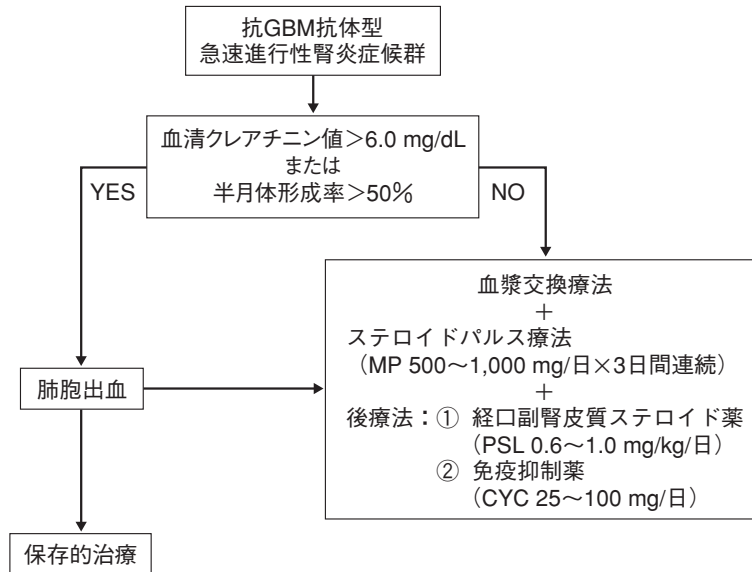 抗GBM抗体型
急速進行性腎炎症候群
血清クレアチニン値＞6.0 mg/dL
または
半月体形成率＞50％
YES
NO
血漿交換療法
＋
ステロイドパルス療法
（MP 500〜1,000 mg/日×3日間連続）
＋
後療法：① 経口副腎皮質ステロイド薬
（PSL 0.6〜1.0 mg/kg/日）
② 免疫抑制薬
（CYC 25〜100 mg/日）
肺胞出血
保存的治療